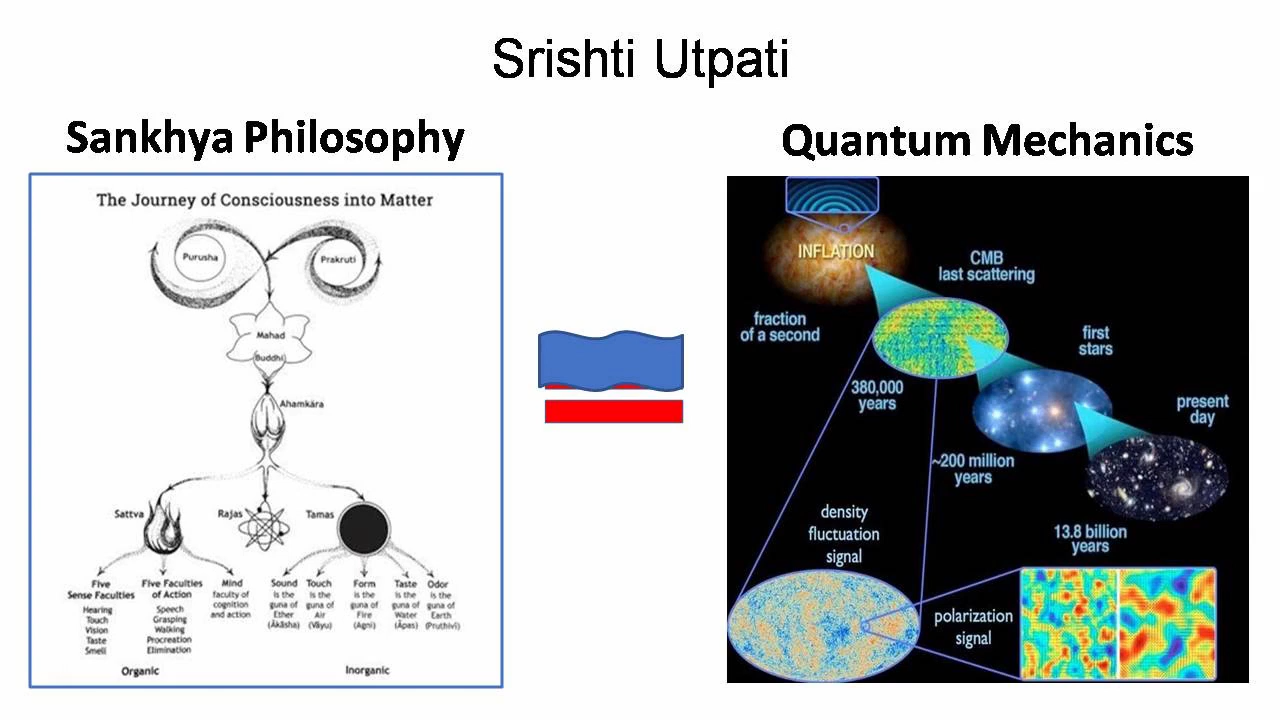 Srishti Utpati
Sankhya Philosophy
The Journey of Consciousness into Matter
Purusha
Prakruti
Mahad
Buddhi
Ahamkāra
Sattva
Rajas
Tamas
Five
Sense Faculties
Hearing
Touch
Vision
Taste
Smell
Five Faculties
of Action
Speech
Grasping
Walking
Procreation
Elimination
Mind
faculty of
cognition
and action
Sound
is the
guna of
Ether
(Ākāsha)
Touch
is the
guna of
Air
(Vāyu)
Form
is the
guna of
Fire
(Agni)
Taste
is the
guna of
Water
(Āpas)
Odor
is the
guna of
Earth
(Pruthivī)
Organic
Inorganic
Quantum Mechanics
INFLATION
fraction
of a second
CMB
last scattering
380,000
years
first
stars
~200 million
years
present
day
13.8 billion
years
density
fluctuation
signal
polarization
signal